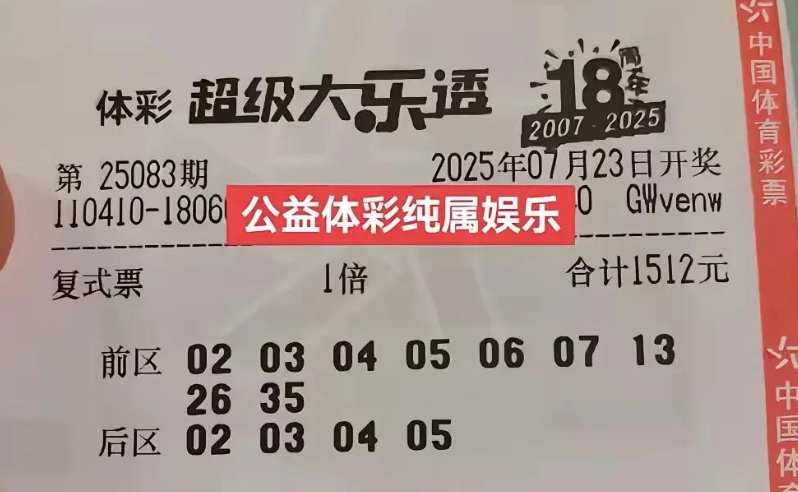 体彩 超级大乐透 18周年
2007-2025
第 25083期 2025年07月23日开奖
110410-1806 0 GWvenw
公益体彩纯属娱乐
复式票 1倍 合计1512元
前区 02 03 04 05 06 07 13
26 35
后区 02 03 04 05
中国体育彩票
中国体